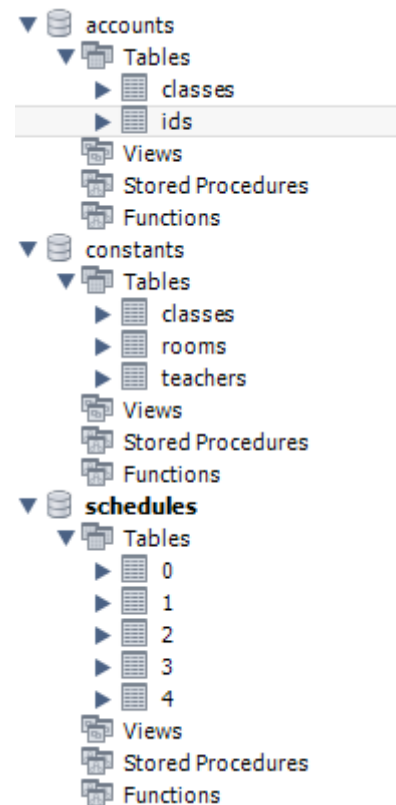 accounts
Tables
classes
ids
Views
Stored Procedures
Functions
constants
Tables
classes
rooms
teachers
Views
Stored Procedures
Functions
schedules
Tables
0
1
2
3
4
Views
Stored Procedures
Functions